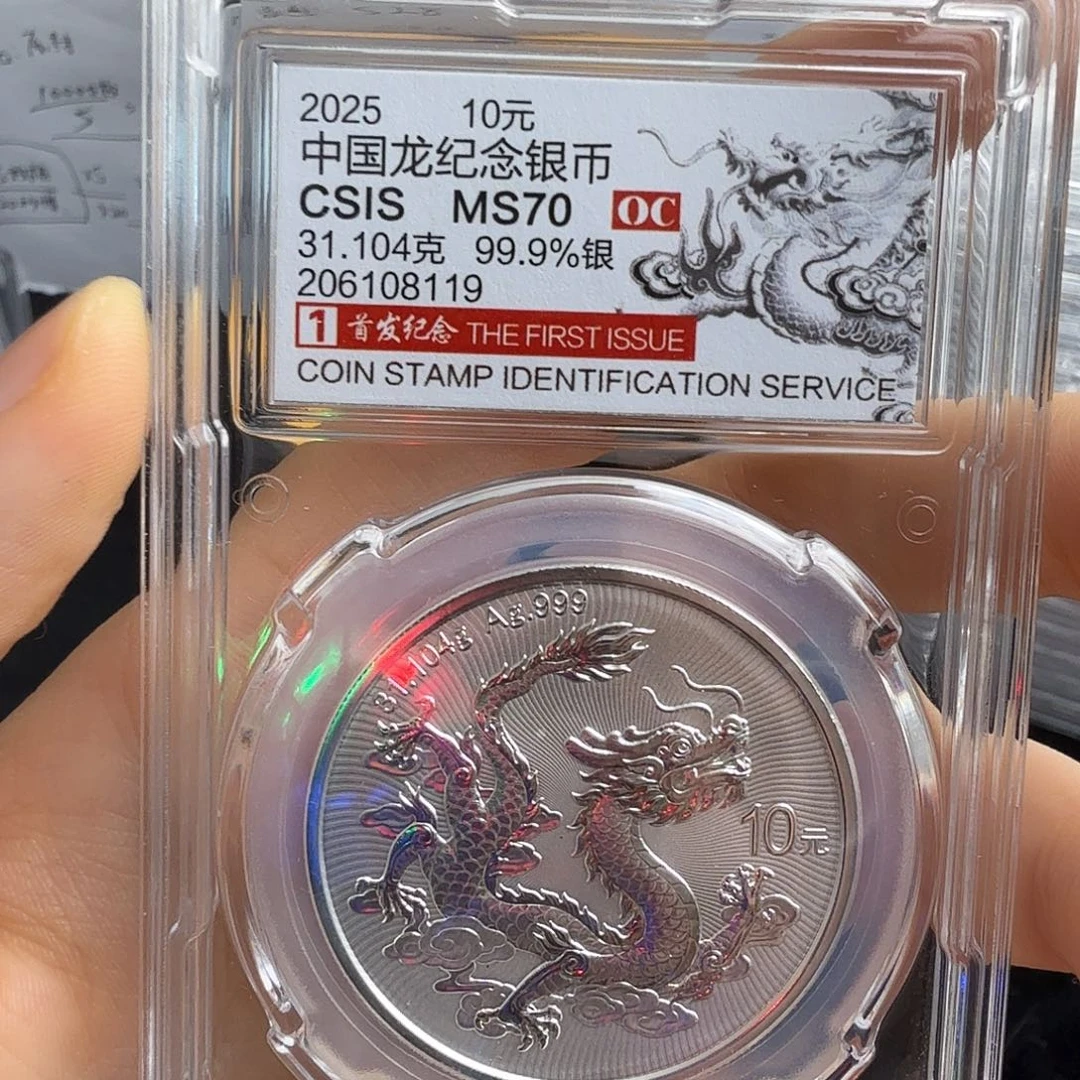 2025 10元
中国龙纪念银币
CSIS MS70 OC
31.104克 99.9%银
206108119
1 首发纪念 THE FIRST ISSUE
COIN STAMP IDENTIFICATION SERVICE
31.104g Ag.999
10元